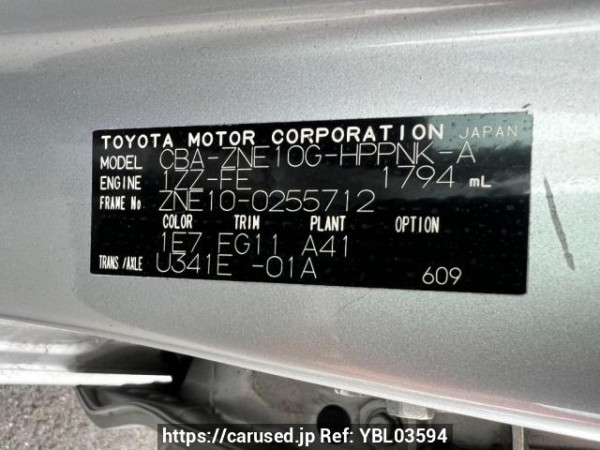 TOYOTA MOTOR CORPORATION JAPAN
MODEL CBA-ZNE10G-HPPNK-A
ENGINE 1ZZ-FE 1794 mL
FRAME No. ZNE10-0255712
COLOR TRIM PLANT OPTION
1E7 FG11 A41
TRANS/AXLE U341E -01A
609
https://carused.jp Ref: YBL03594